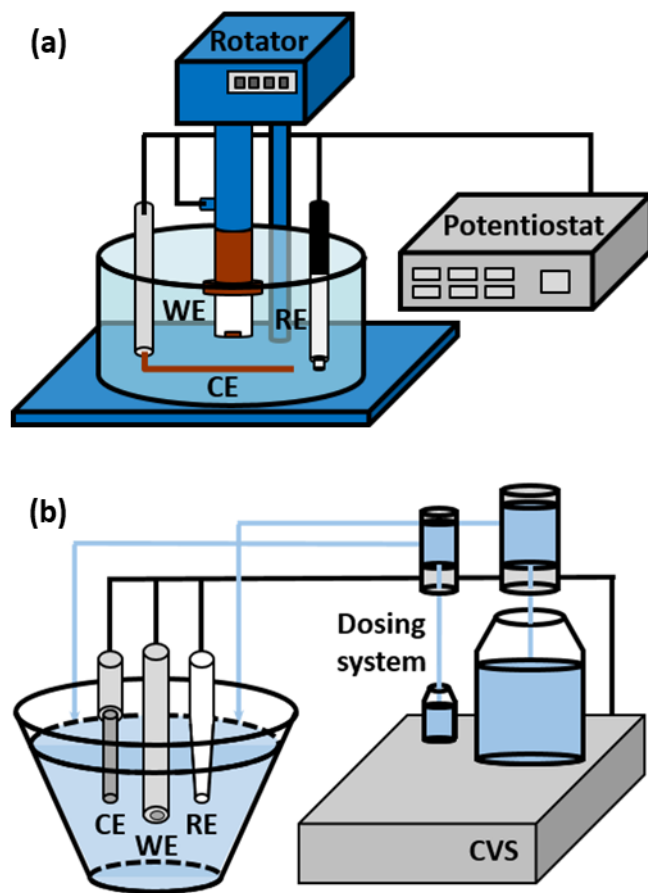 (a)
Rotator
Potentiostat
WE
RE
CE
(b)
Dosing
system
CE
WE
RE
CVS